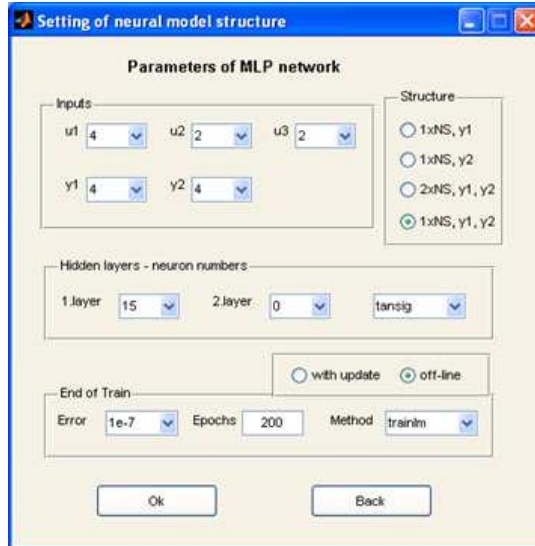 Setting of neural model structure
Parameters of MLP network
Inputs
u1 4 u2 2 u3 2
y1 4 y2 4
Structure
1xNS, y1
1xNS, y2
2xNS, y1, y2
1xNS, y1, y2
Hidden layers - neuron numbers
1.layer 15 2.layer 0 tansig
with update off-line
End of Train
Error 1e-7 Epochs 200 Method trainlm
Ok Back